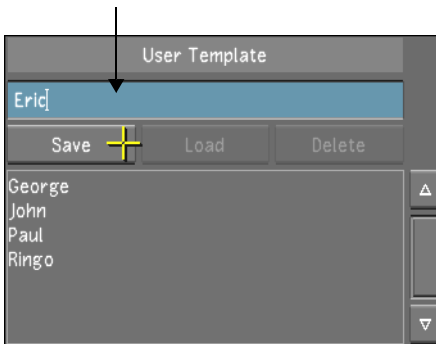 User Template
Eric
Save Load Delete
George
John
Paul
Ringo